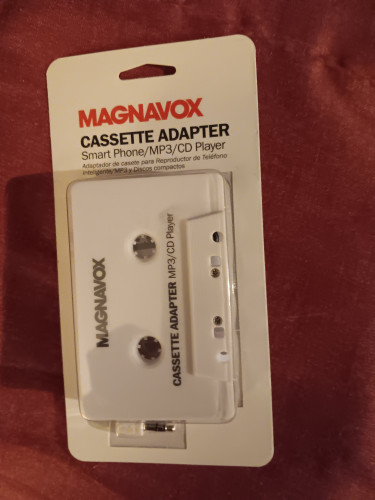 MAGNAVOX
CASSETTE ADAPTER
Smart Phone/MP3/CD Player
Adaptador de casete para Reproductor de Teléfono
Inteligente/MP3 y Discos compactos
MAGNAVOX
CASSETTE ADAPTER MP3/CD Player